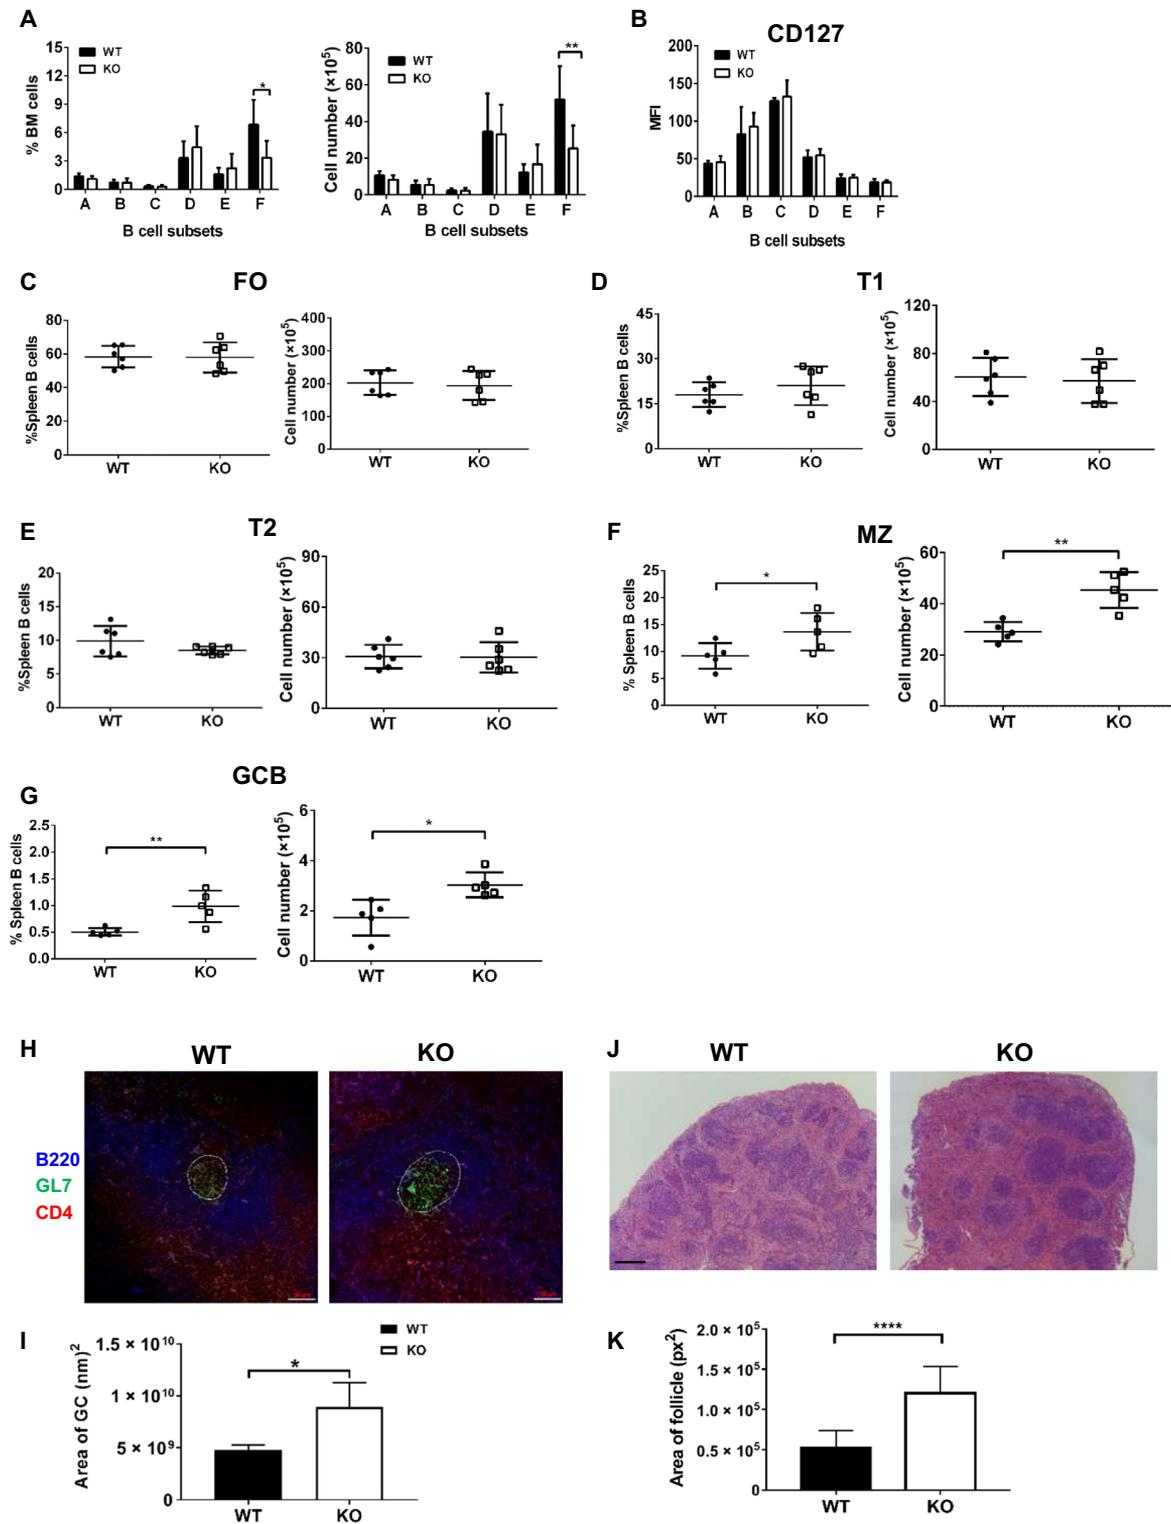 A
15
12
9
6
3
0
% BM cells
WT
KO
*
A B C D E F
B cell subsets
80
60
40
20
0
Cell number (×10⁵)
WT
KO
**
A B C D E F
B cell subsets
B
CD127
200
150
100
50
0
MFI
WT
KO
A B C D E F
B cell subsets
C
FO
80
60
40
20
0
%Spleen B cells
WT KO
400
300
200
100
0
Cell number (×10⁵)
WT KO
D
T1
45
30
15
0
%Spleen B cells
WT KO
120
80
40
0
Cell number (×10⁵)
WT KO
E
T2
20
15
10
5
0
%Spleen B cells
WT KO
90
60
30
0
Cell number (×10⁵)
WT KO
F
MZ
25
20
15
10
5
0
% Spleen B cells
*
WT KO
60
40
20
0
Cell number (×10⁵)
**
WT KO
G
GCB
2.5
2.0
1.5
1.0
0.5
0.0
% Spleen B cells
**
WT KO
6
4
2
0
Cell number (×10⁵)
*
WT KO
H
WT KO
B220
GL7
CD4
J
WT KO
I
WT
KO
1.5 × 10¹⁰
1 × 10¹⁰
5 × 10⁹
0
Area of GC (nm)²
*
WT KO
K
2.0 × 10⁵
1.5 × 10⁵
1.0 × 10⁵
0.5 × 10⁵
0
Area of follicle (px²)
****
WT KO